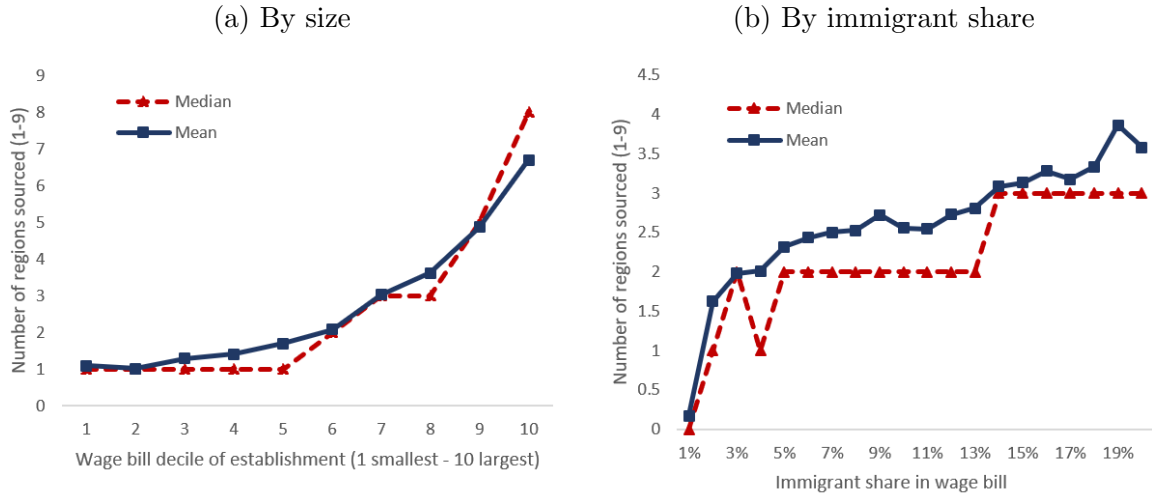 (a) By size
Number of regions sourced (1-9)
9
8
7
6
5
4
3
2
1
0
Median
Mean
1 2 3 4 5 6 7 8 9 10
Wage bill decile of establishment (1 smallest - 10 largest)
(b) By immigrant share
Number of regions sourced (1-9)
4.5
4
3.5
3
2.5
2
1.5
1
0.5
0
Median
Mean
1% 3% 5% 7% 9% 11% 13% 15% 17% 19%
Immigrant share in wage bill